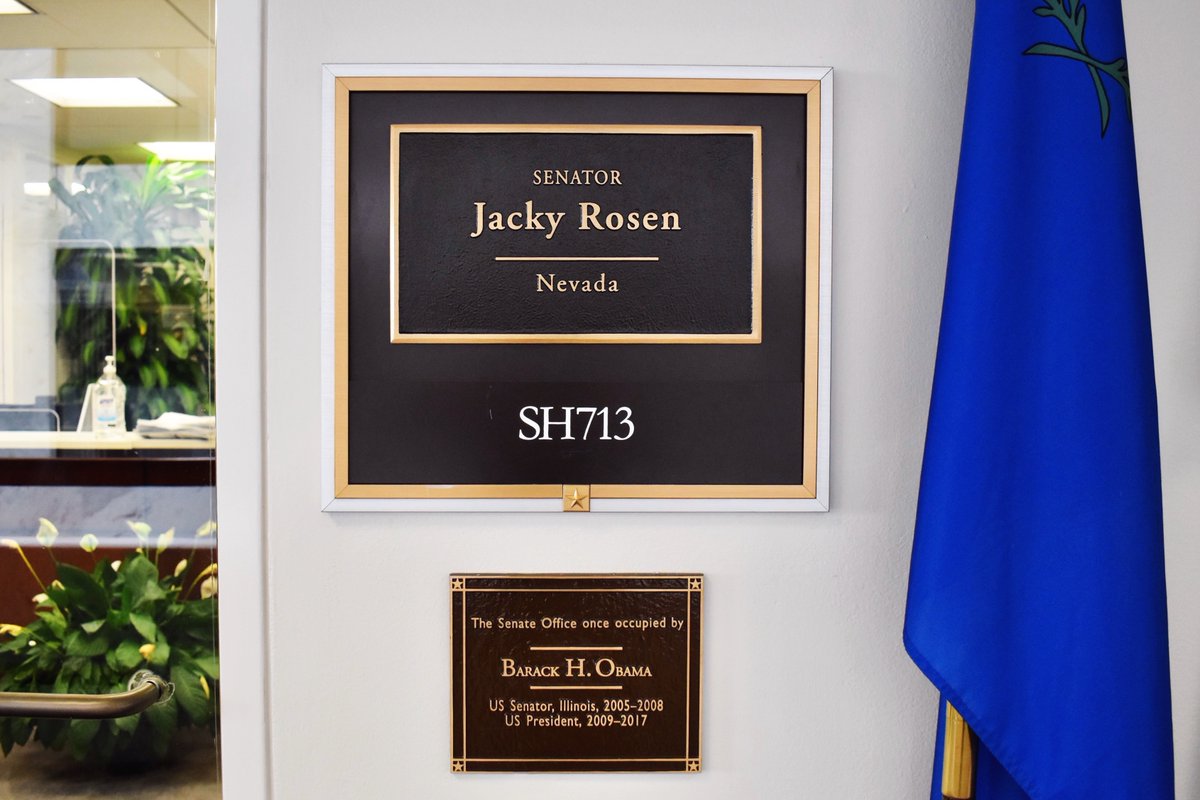 SENATOR
Jacky Rosen
Nevada
SH713
The Senate Office once occupied by
BARACK H. OBAMA
US Senator, Illinois, 2005–2008
US President, 2009–2017